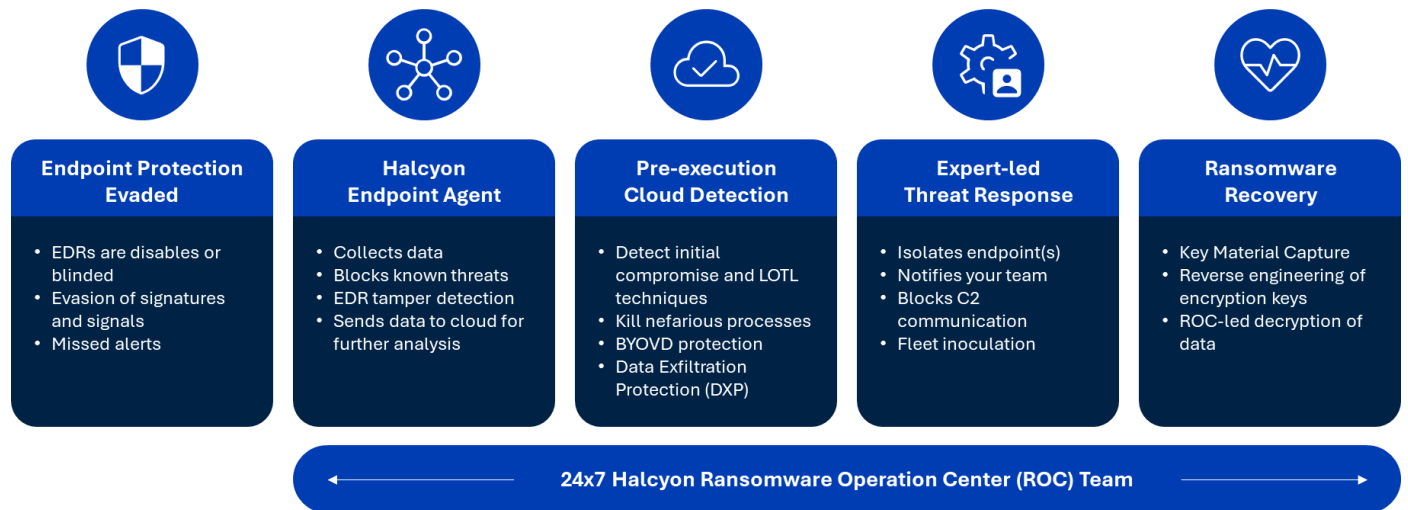 Endpoint Protection
Evaded
• EDRs are disables or
blinded
• Evasion of signatures
and signals
• Missed alerts
Halcyon
Endpoint Agent
• Collects data
• Blocks known threats
• EDR tamper detection
• Sends data to cloud for
further analysis
Pre-execution
Cloud Detection
• Detect initial
compromise and LOTL
techniques
• Kill nefarious processes
• BYOVD protection
• Data Exfiltration
Protection (DXP)
Expert-led
Threat Response
• Isolates endpoint(s)
• Notifies your team
• Blocks C2
communication
• Fleet inoculation
Ransomware
Recovery
• Key Material Capture
• Reverse engineering of
encryption keys
• ROC-led decryption of
data
24x7 Halcyon Ransomware Operation Center (ROC) Team